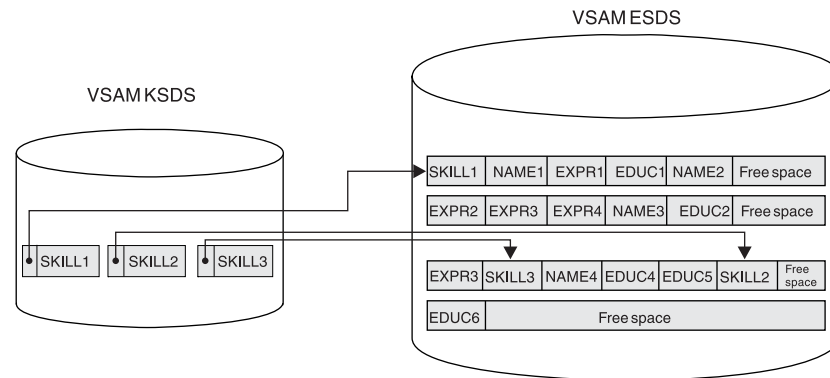 VSAM ESDS
VSAM KSDS
SKILL1 NAME1 EXPR1 EDUC1 NAME2 Free space
EXPR2 EXPR3 EXPR4 NAME3 EDUC2 Free space
SKILL1 SKILL2 SKILL3
EXPR3 SKILL3 NAME4 EDUC4 EDUC5 SKILL2 Free space
EDUC6 Free space